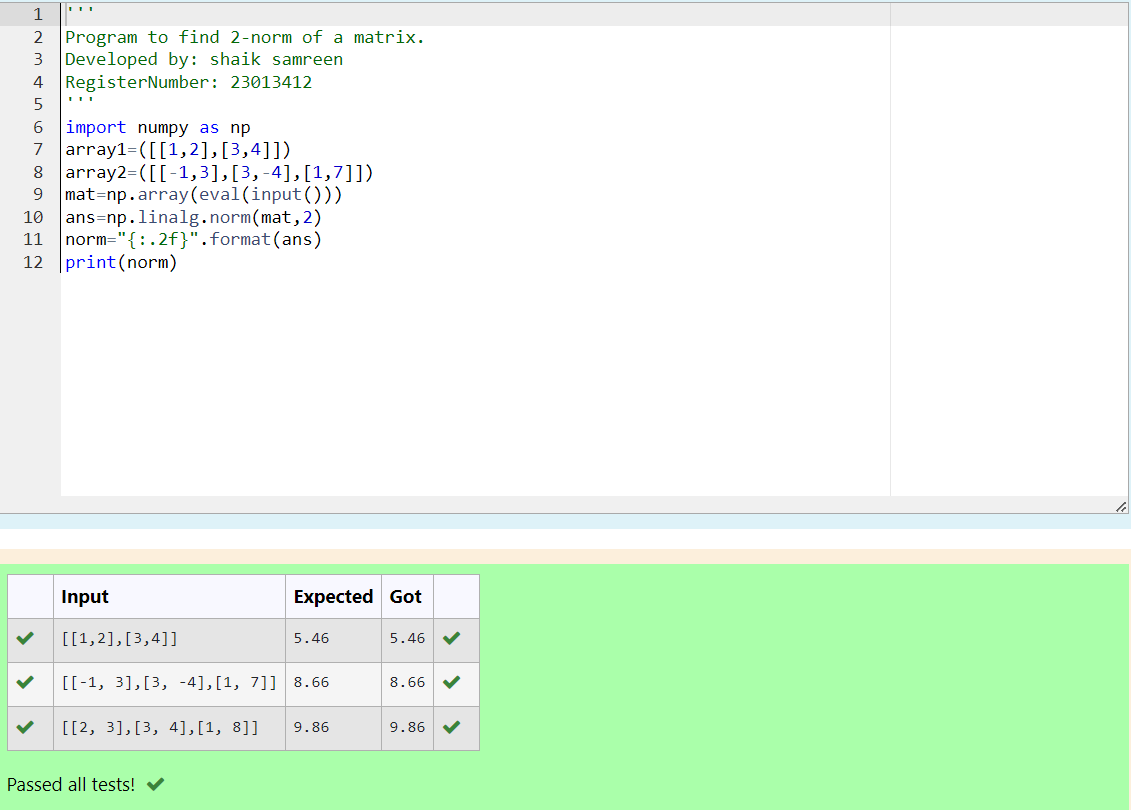 1 '''
2 Program to find 2-norm of a matrix.
3 Developed by: shaik samreen
4 RegisterNumber: 23013412
5 '''
6 import numpy as np
7 array1=([[1,2],[3,4]])
8 array2=([[-1,3],[3,-4],[1,7]])
9 mat=np.array(eval(input()))
10 ans=np.linalg.norm(mat,2)
11 norm="{:.2f}".format(ans)
12 print(norm)
Input Expected Got
[[1,2],[3,4]] 5.46 5.46
[[-1, 3],[3, -4],[1, 7]] 8.66 8.66
[[2, 3],[3, 4],[1, 8]] 9.86 9.86
Passed all tests!